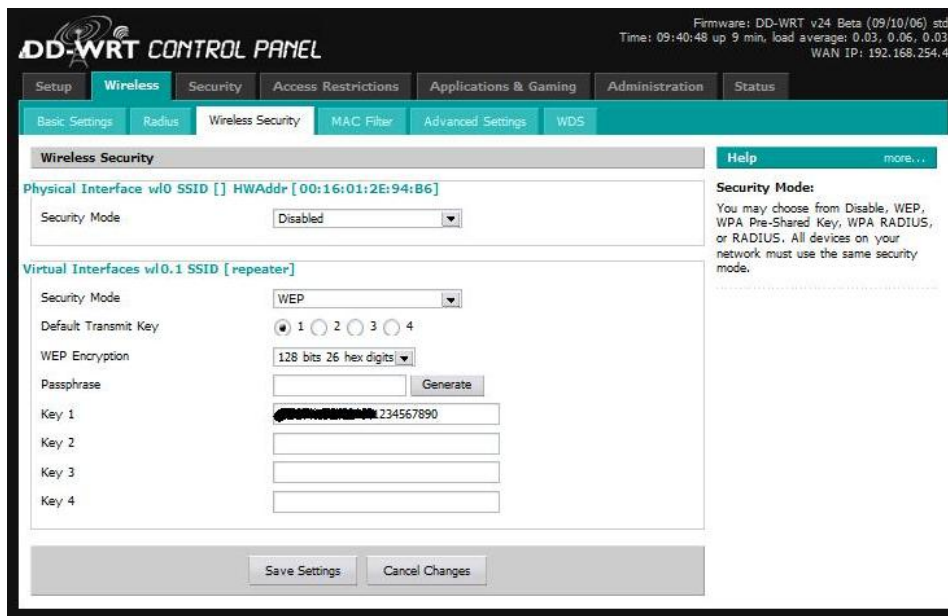 Firmware: DD-WRT v24 Beta (09/10/06) std
Time: 09:40:48 up 9 min, load average: 0.03, 0.06, 0.03
WAN IP: 192.168.254.4
DD-WRT CONTROL PANEL
Setup Wireless Security Access Restrictions Applications & Gaming Administration Status
Basic Settings Radius Wireless Security MAC Filter Advanced Settings WDS
Wireless Security
Physical Interface wl0 SSID [] HWAddr [00:16:01:2E:94:B6]
Security Mode Disabled
Virtual Interfaces wl0.1 SSID [repeater]
Security Mode WEP
Default Transmit Key 1 2 3 4
WEP Encryption 128 bits 26 hex digits
Passphrase Generate
Key 1 1234567890
Key 2
Key 3
Key 4
Save Settings Cancel Changes
Help more...
Security Mode:
You may choose from Disable, WEP,
WPA Pre-Shared Key, WPA RADIUS,
or RADIUS. All devices on your
network must use the same security
mode.